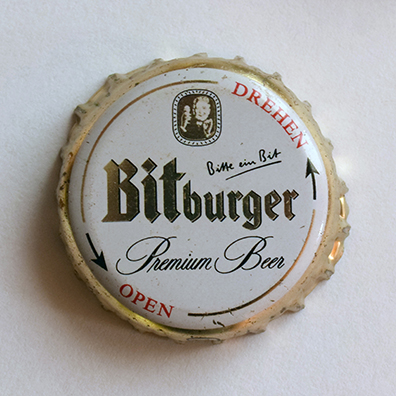 DREHEN
Bitte ein Bit
Bitburger
Premium Beer
OPEN